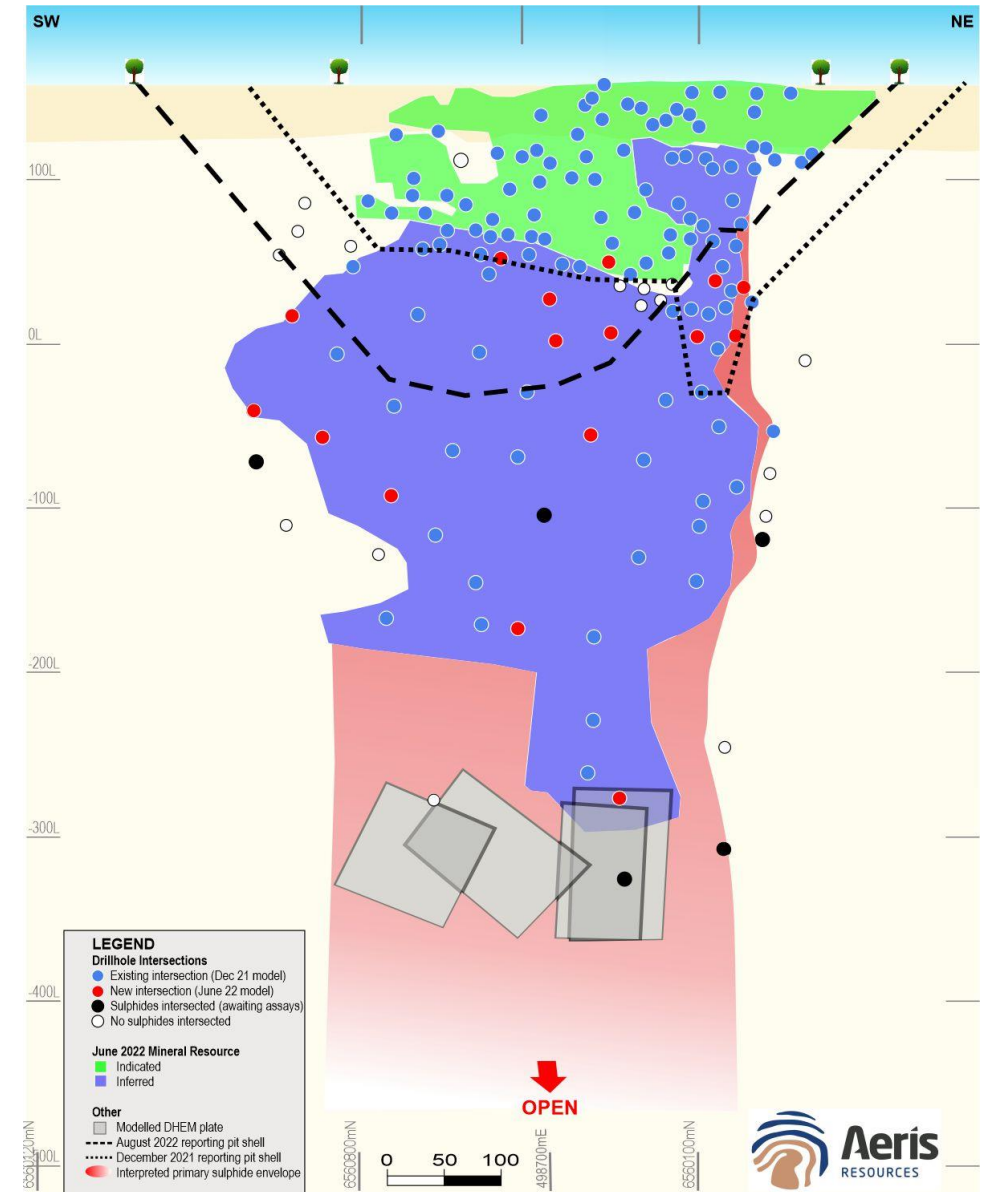 SW
NE
100L
0L
-100L
-200L
-300L
-400L
LEGEND
Drillhole Intersections
Existing intersection (Dec 21 model)
New intersection (June 22 model)
Sulphides intersected (awaiting assays)
No sulphides intersected
June 2022 Mineral Resource
Indicated
Inferred
Other
Modelled DHEM plate
August 2022 reporting pit shell
December 2021 reporting pit shell
Interpreted primary sulphide envelope
OPEN
6560800mN
498700mE
6560100mN
0 50 100
Aeris
RESOURCES